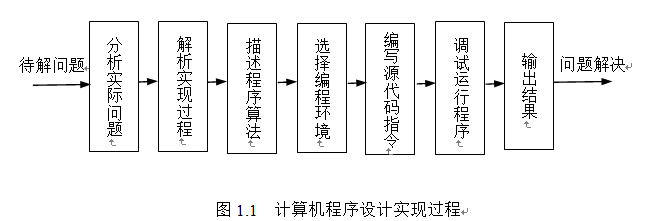 待解问题
分析实际问题
解析实现过程
描述程序算法
选择编程环境
编写源代码指令
调试运行程序
输出结果
问题解决
图 1.1 计算机程序设计实现过程